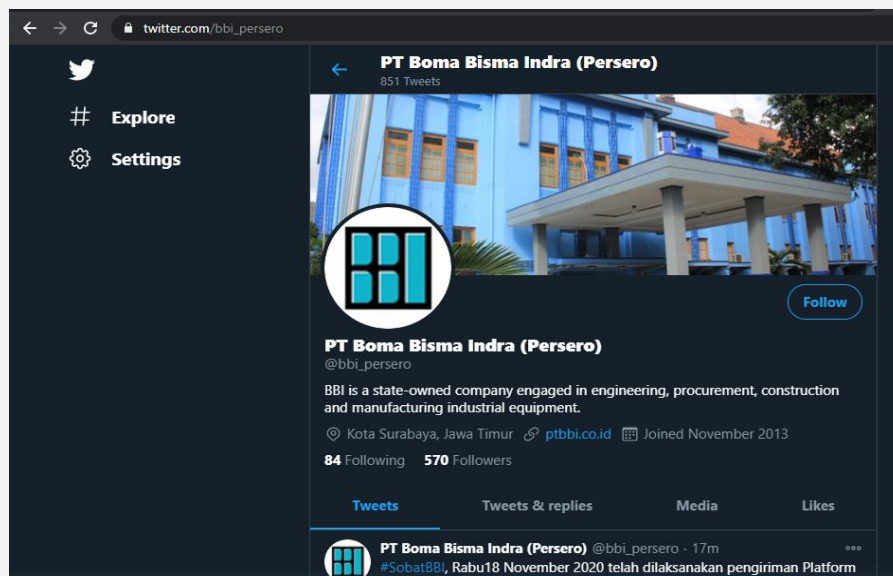 twitter.com/bbi_persero
PT Boma Bisma Indra (Persero)
851 Tweets
Explore
Settings
BBI
Follow
PT Boma Bisma Indra (Persero)
@bbi_persero
BBI is a state-owned company engaged in engineering, procurement, construction
and manufacturing industrial equipment.
Kota Surabaya, Jawa Timur ptbbi.co.id Joined November 2013
84 Following 570 Followers
Tweets Tweets & replies Media Likes
BBI
PT Boma Bisma Indra (Persero) @bbi_persero · 17m
#SobatBBI, Rabu18 November 2020 telah dilaksanakan pengiriman Platform